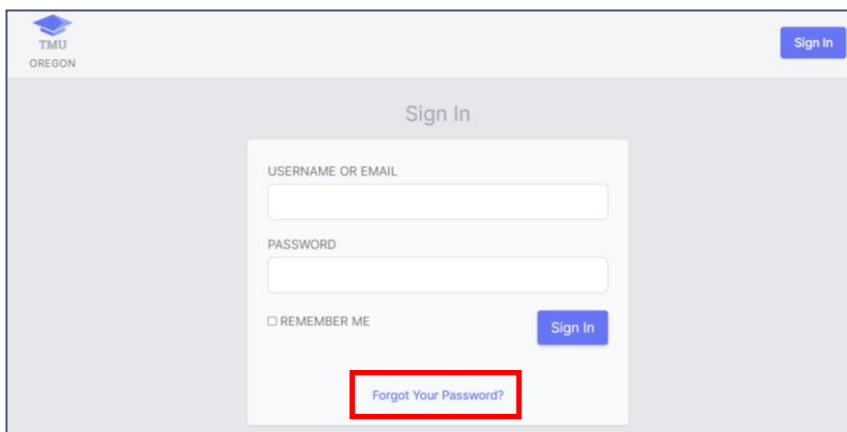 TMU
OREGON
Sign In
Sign In
USERNAME OR EMAIL
PASSWORD
REMEMBER ME
Sign In
Forgot Your Password?